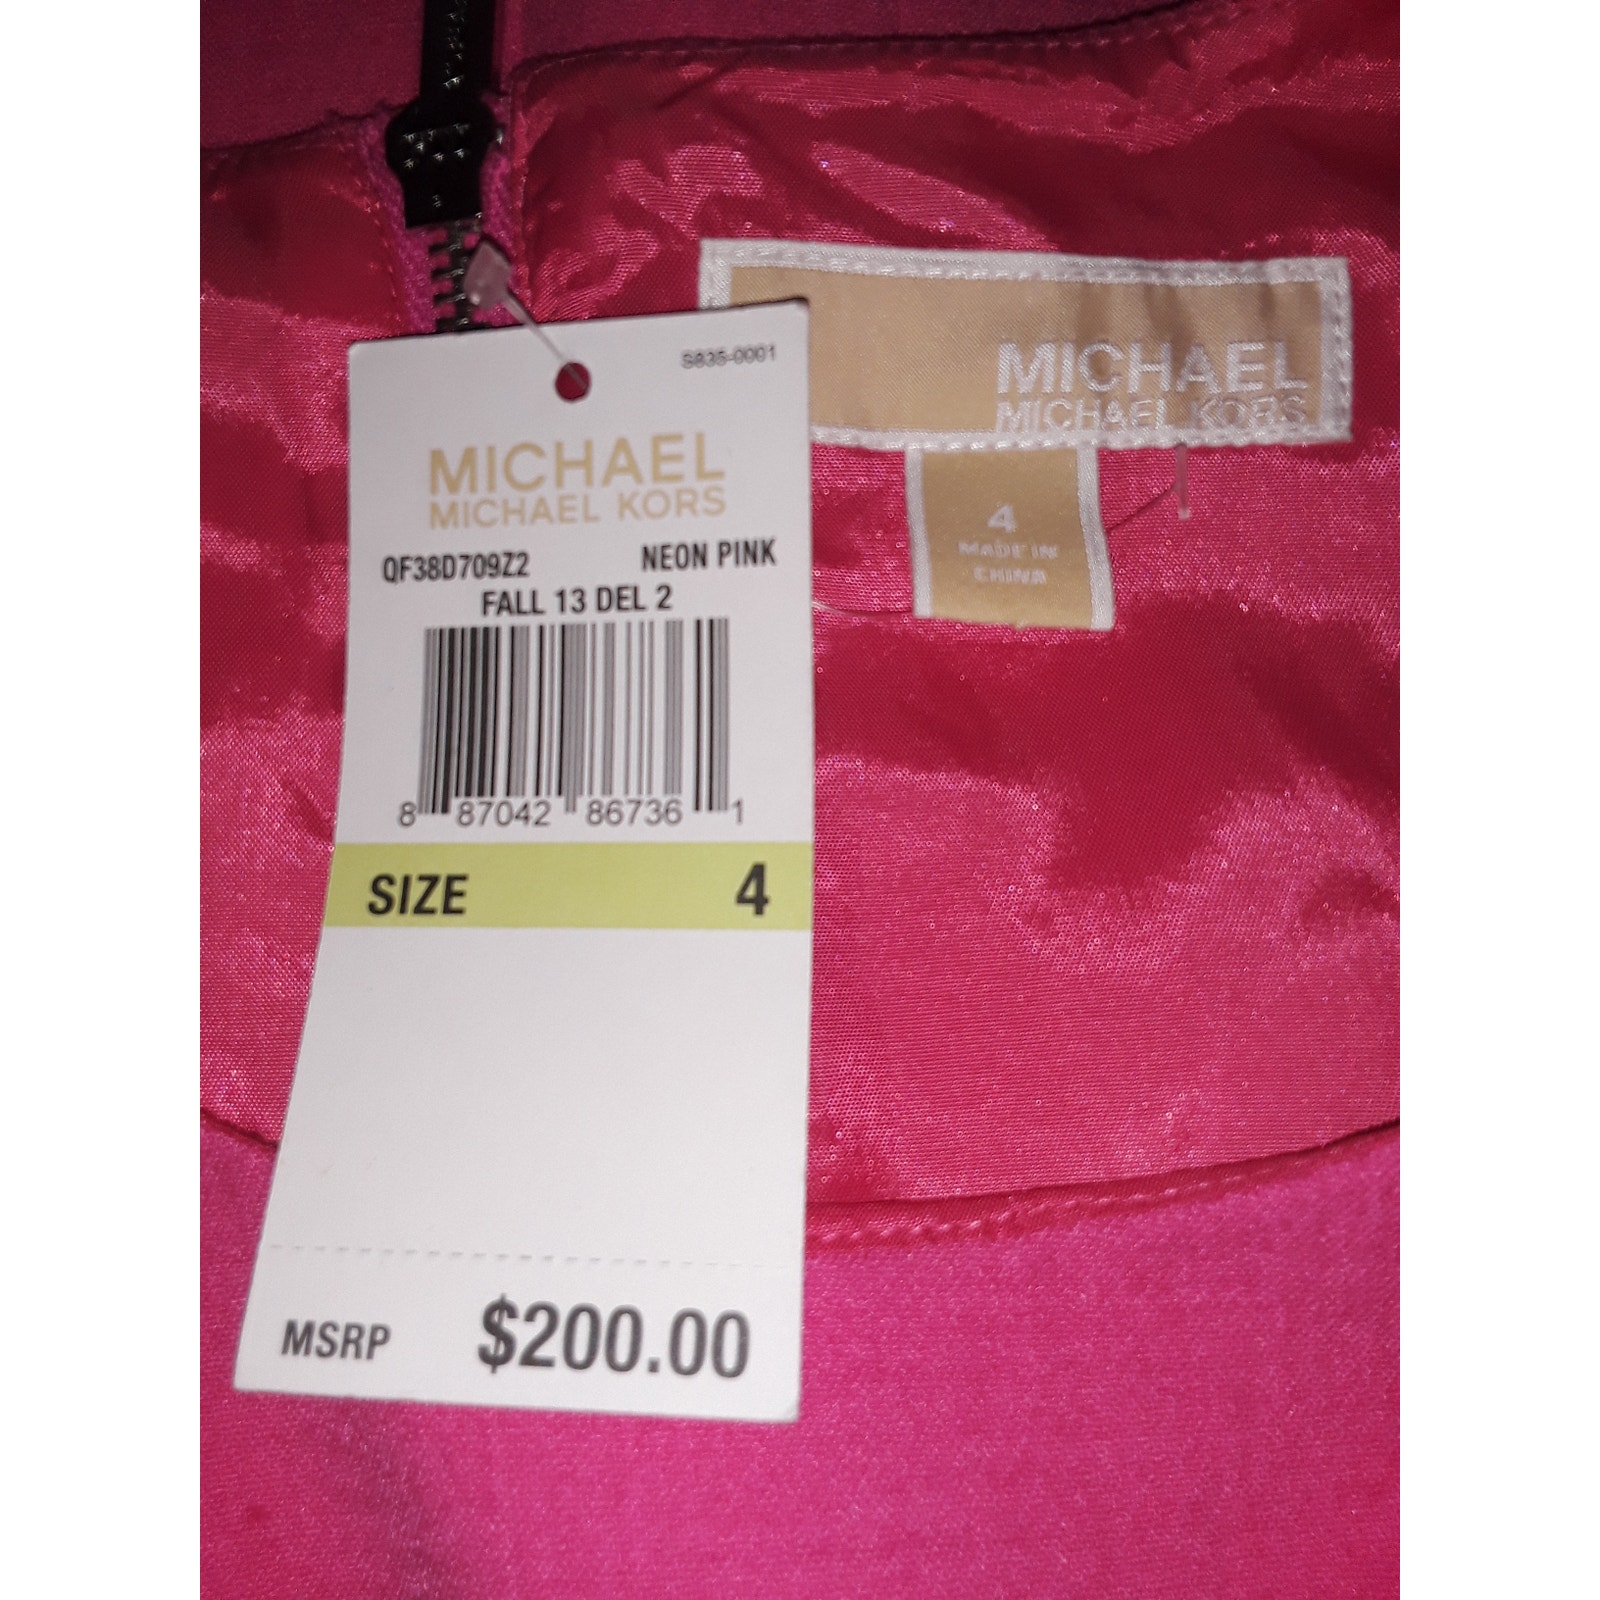 S835-0001
MICHAEL
MICHAEL KORS
QF38D709Z2 NEON PINK
FALL 13 DEL 2
8 87042 86736 1
SIZE 4
MSRP $200.00
MICHAEL
MICHAEL KORS
4
MADE IN
CHINA